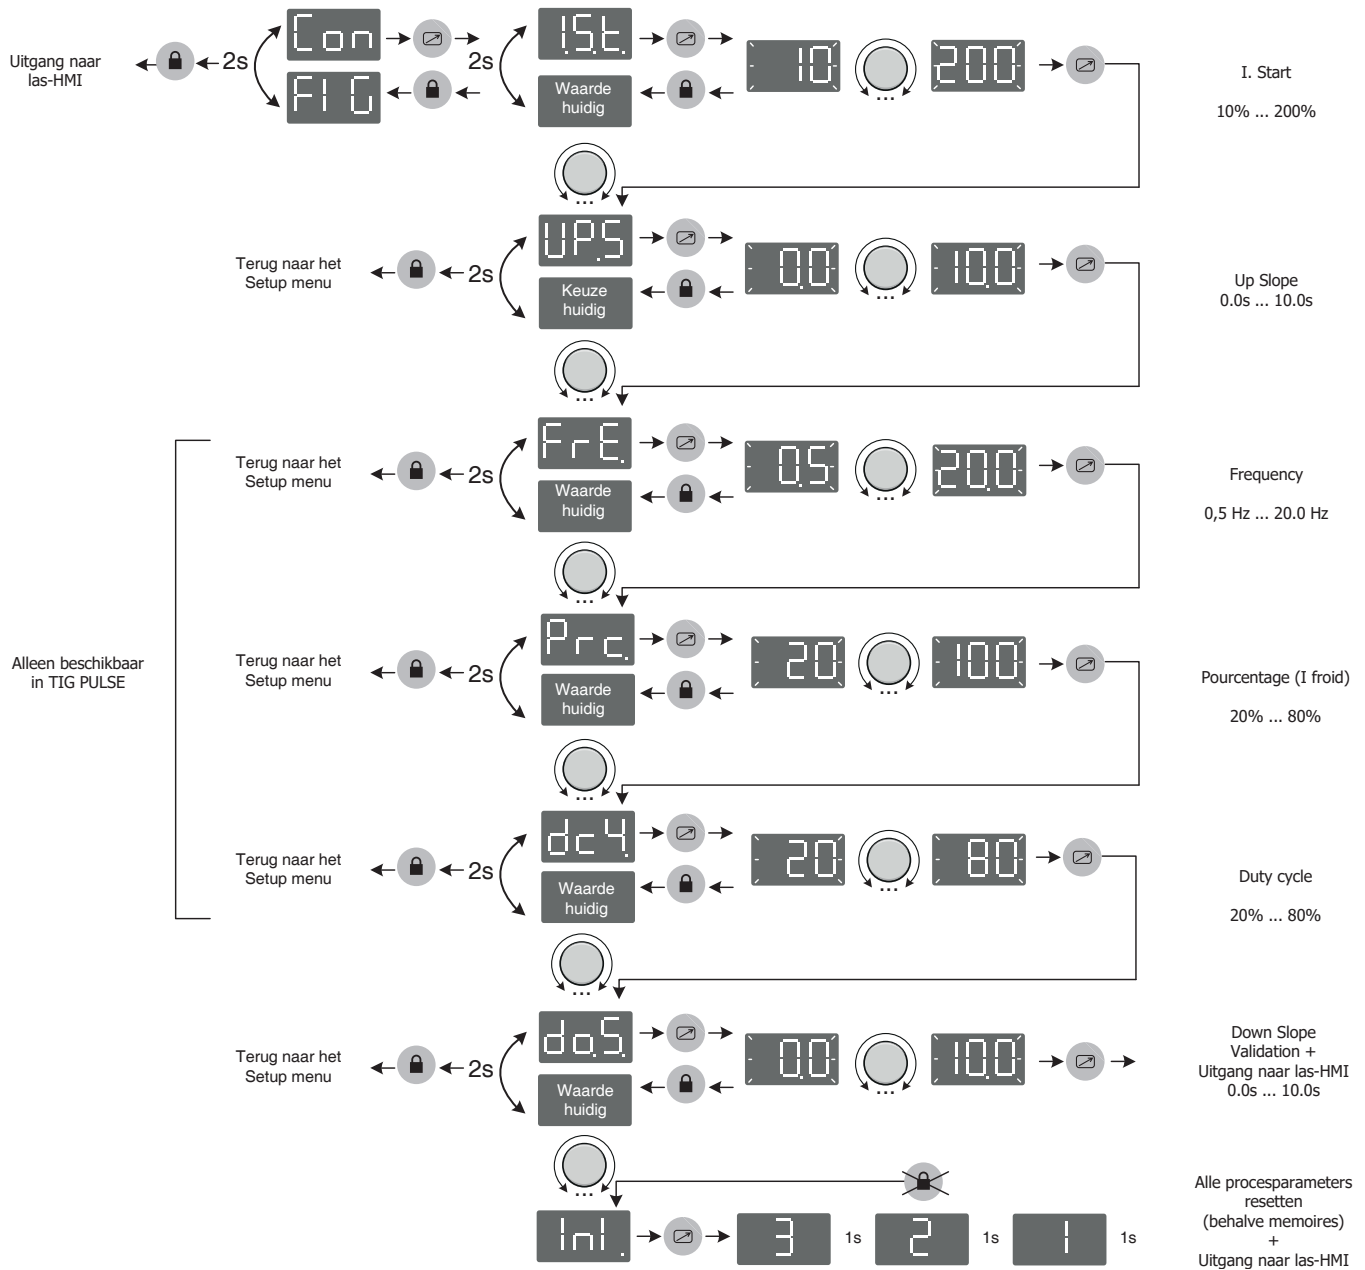 Uitgang naar
las-HMI
2s
Con
FIG
2s
I.S.t.
Waarde
huidig
10
...
200
I. Start
10% ... 200%
...
Terug naar het
Setup menu
2s
UP.S
Keuze
huidig
0.0
...
10.0
Up Slope
0.0s ... 10.0s
...
Alleen beschikbaar
in TIG PULSE
Terug naar het
Setup menu
2s
FrE.
Waarde
huidig
0.5
...
20.0
Frequency
0,5 Hz ... 20.0 Hz
...
Terug naar het
Setup menu
2s
Prc.
Waarde
huidig
20
...
100
Pourcentage (I froid)
20% ... 80%
...
Terug naar het
Setup menu
2s
dc4.
Waarde
huidig
20
...
80
Duty cycle
20% ... 80%
...
Terug naar het
Setup menu
2s
do.S.
Waarde
huidig
0.0
...
10.0
Down Slope
Validation +
Uitgang naar las-HMI
0.0s ... 10.0s
...
InI.
3
1s
2
1s
1
1s
Alle procesparameters
resetten
(behalve memoires)
+
Uitgang naar las-HMI